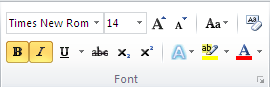 Times New Rom 14 A A Aa
B I U abc x₂ x² A ab A
Font